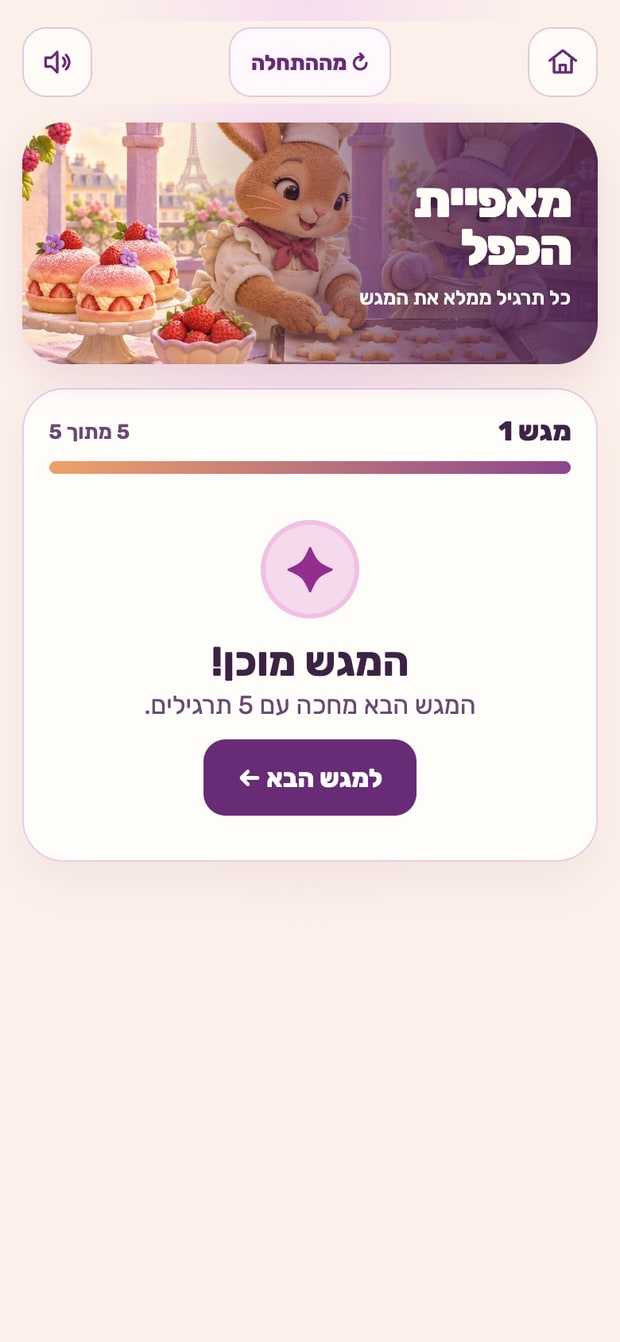 ↻ מההתחלה
מאפיית
הכפל
כל תרגיל ממלא את המגש
מגש 1
5 מתוך 5
המגש מוכן!
המגש הבא מחכה עם 5 תרגילים.
למגש הבא ←